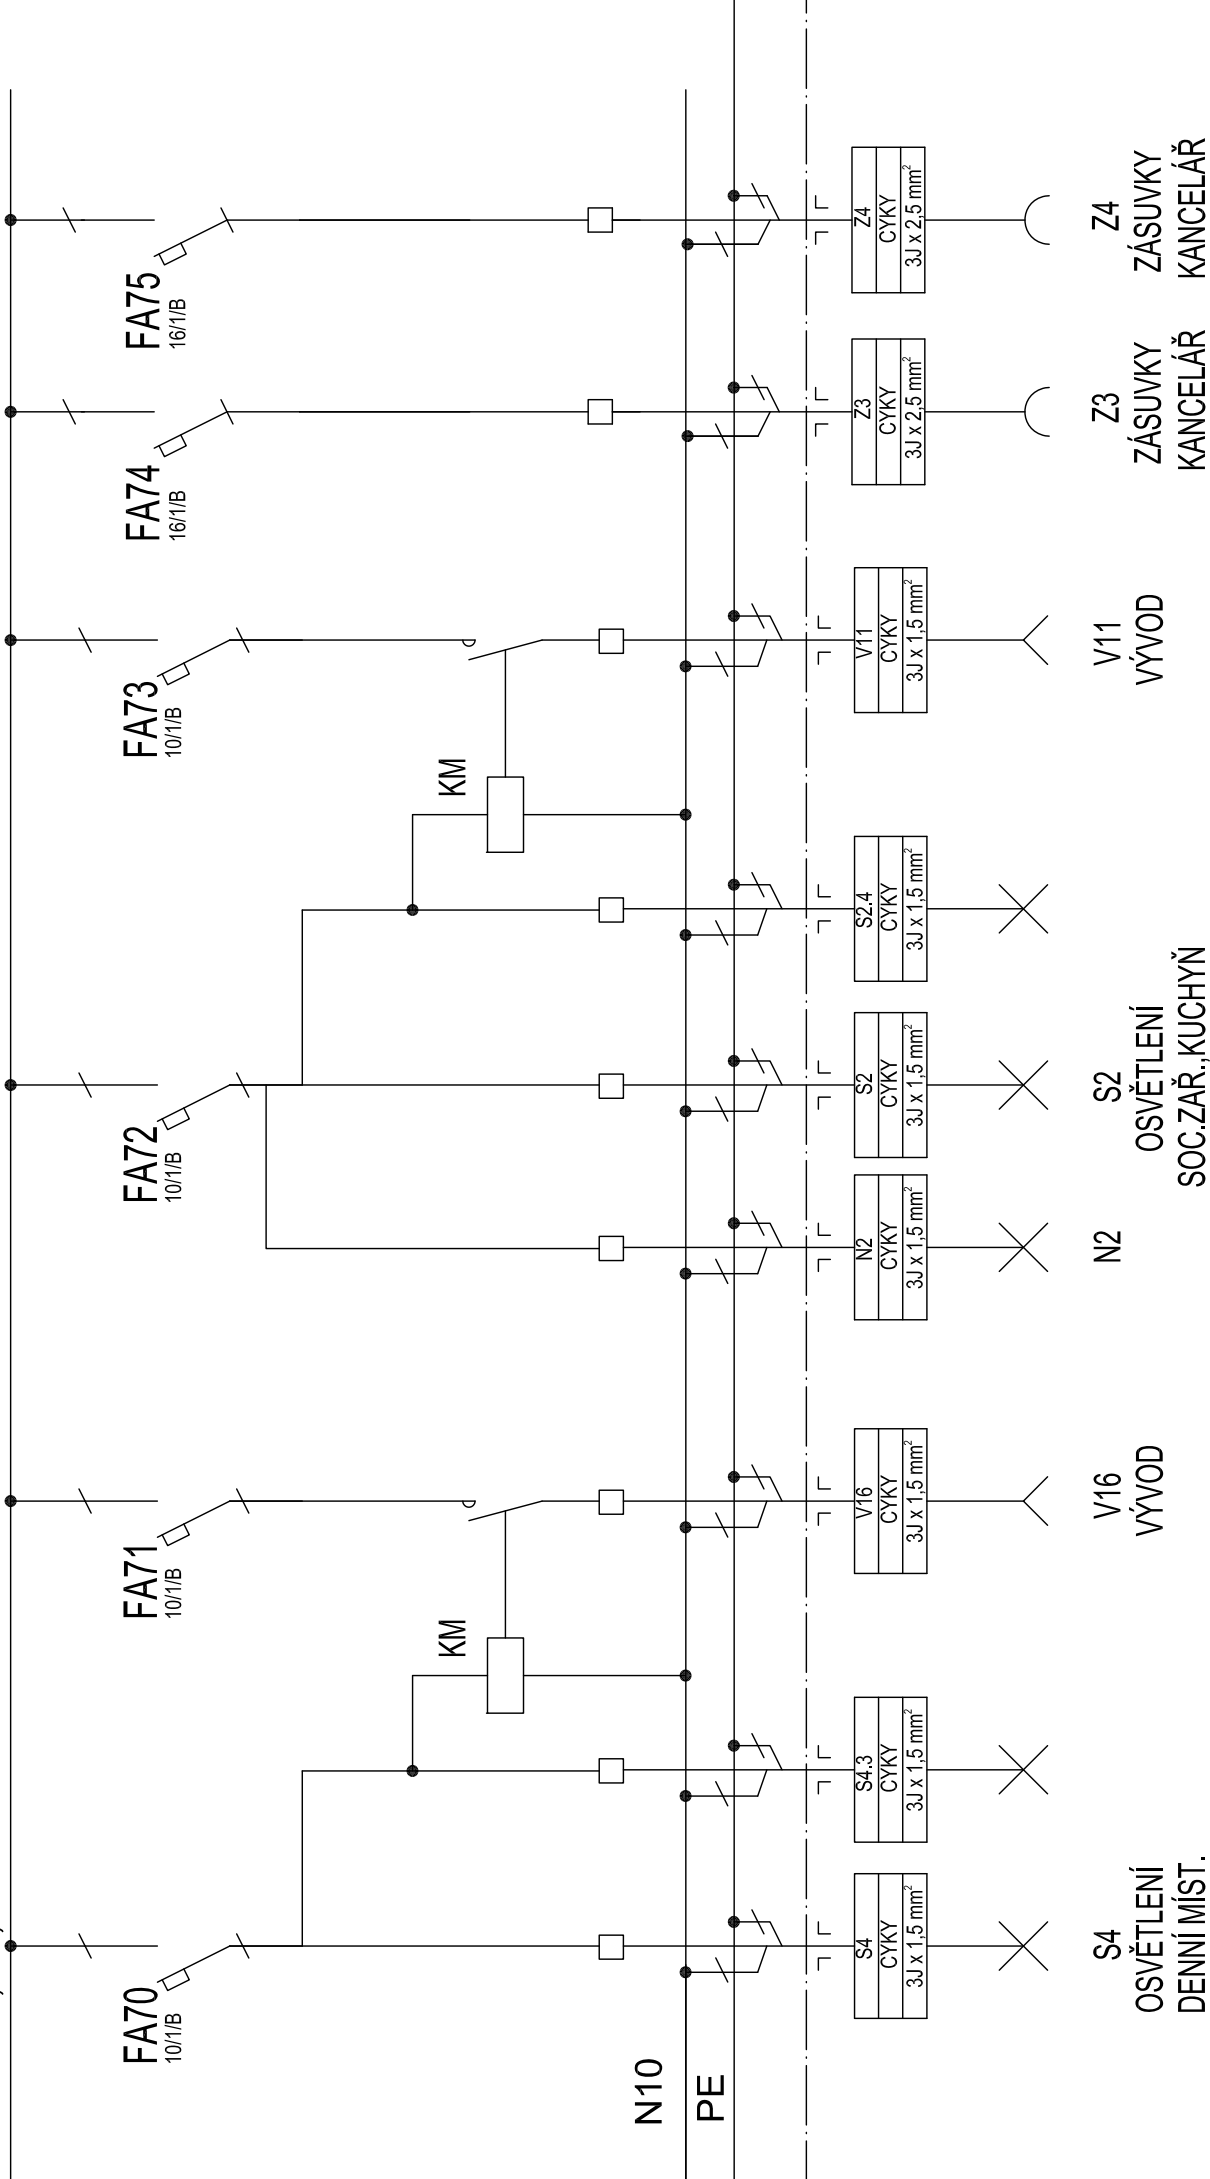 FA70
10/1/B
FA71
10/1/B
FA72
10/1/B
FA73
10/1/B
FA74
16/1/B
FA75
16/1/B
KM
KM
N10
PE
S4
CYKY
3J x 1,5 mm²
S4.3
CYKY
3J x 1,5 mm²
V16
CYKY
3J x 1,5 mm²
N2
CYKY
3J x 1,5 mm²
S2
CYKY
3J x 1,5 mm²
S2.4
CYKY
3J x 1,5 mm²
V11
CYKY
3J x 1,5 mm²
Z3
CYKY
3J x 2,5 mm²
Z4
CYKY
3J x 2,5 mm²
S4
OSVĚTLENÍ
DENNÍ MÍST.
V16
VÝVOD
N2
S2
OSVĚTLENÍ
SOC.ZAŘ.,KUCHYŇ
V11
VÝVOD
Z3
ZÁSUVKY
KANCELÁŘ
Z4
ZÁSUVKY
KANCELÁŘ